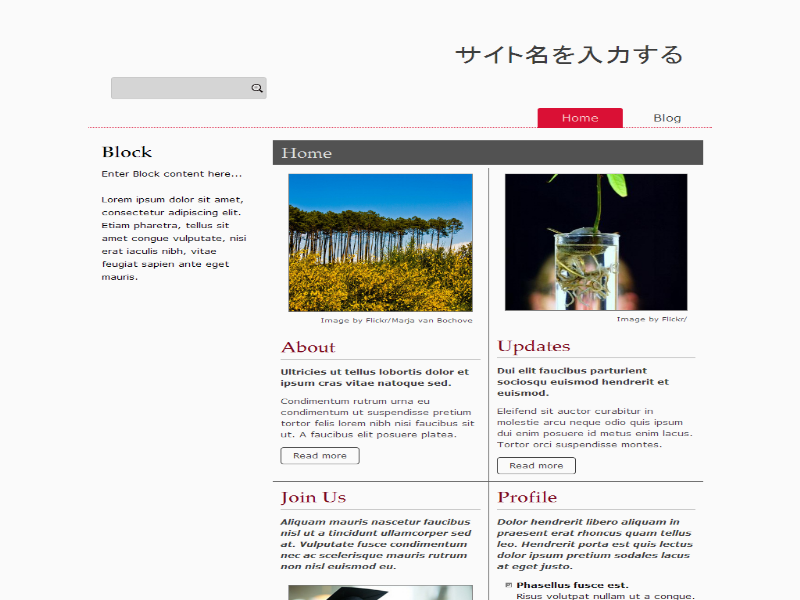 サイト名を入力する
Home
Blog
Block
Enter Block content here...
Lorem ipsum dolor sit amet,
consectetur adipiscing elit.
Etiam pharetra, tellus sit
amet congue vulputate, nisi
erat iaculis nibh, vitae
feugiat sapien ante eget
mauris.
Home
Image by Flickr/Marja van Bochove
About
Ultricies ut tellus lobortis dolor et
ipsum cras vitae natoque sed.
Condimentum rutrum urna eu
condimentum ut suspendisse pretium
tortor felis lorem nibh nisi faucibus sit
ut. A faucibus elit posuere platea.
Read more
Image by Flickr/
Updates
Dui elit faucibus parturient
sociosqu euismod hendrerit et
euismod.
Eleifend sit auctor curabitur in
molestie arcu neque odio quis ipsum
dui enim posuere id metus enim lacus.
Tortor orci suspendisse montes.
Read more
Join Us
Aliquam mauris nascetur faucibus
nisl ut a tincidunt ullamcorper sed
at. Vulputate fusce condimentum
nec ac scelerisque mauris rutrum
non nisl euismod eu.
Profile
Dolor hendrerit libero aliquam in
praesent erat rhoncus quam tellus
leo. Hendrerit porta est quis lectus
dolor ipsum pretium sodales lacus
at eget justo.
Phasellus fusce est.
Risus volutpat nullam ut a congue.